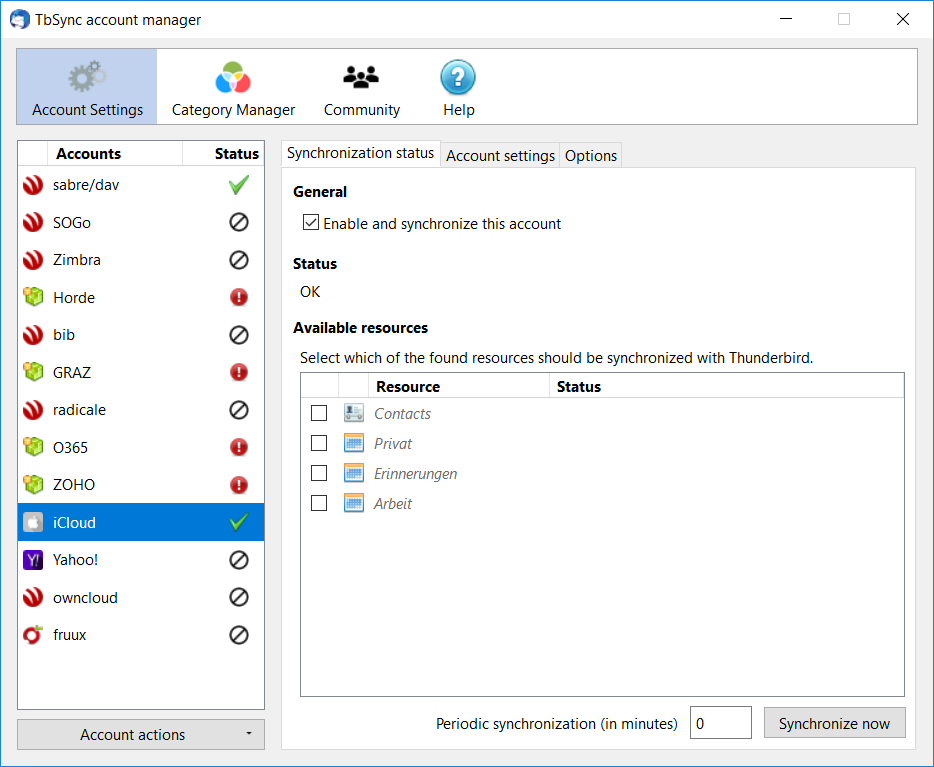 TbSync account manager
Account Settings
Category Manager
Community
Help
Accounts Status
sabre/dav
SOGo
Zimbra
Horde
bib
GRAZ
radicale
O365
ZOHO
iCloud
Yahoo!
owncloud
fruux
Account actions
Synchronization status
Account settings
Options
General
Enable and synchronize this account
Status
OK
Available resources
Select which of the found resources should be synchronized with Thunderbird.
Resource Status
Contacts
Privat
Erinnerungen
Arbeit
Periodic synchronization (in minutes) 0 Synchronize now